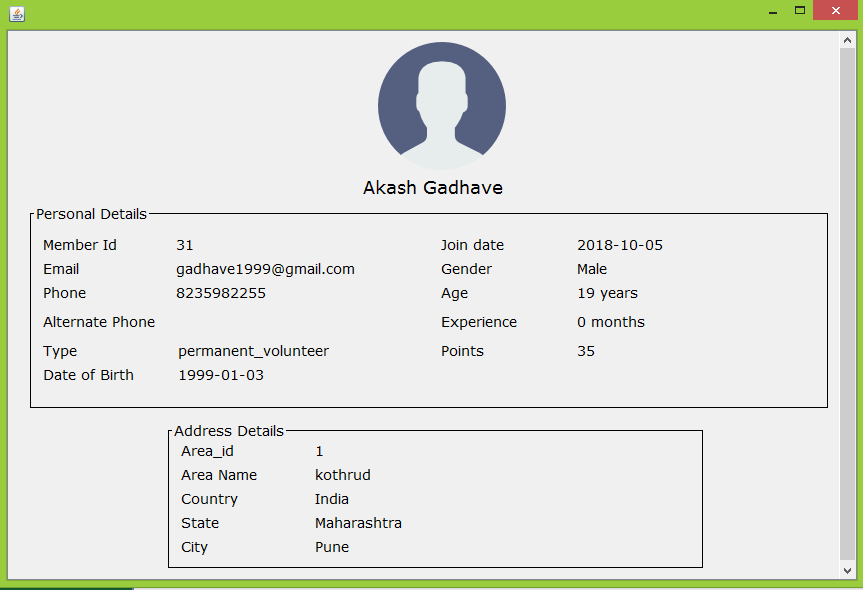 Akash Gadhave
Personal Details
Member Id 31 Join date 2018-10-05
Email gadhave1999@gmail.com Gender Male
Phone 8235982255 Age 19 years
Alternate Phone Experience 0 months
Type permanent_volunteer Points 35
Date of Birth 1999-01-03
Address Details
Area_id 1
Area Name kothrud
Country India
State Maharashtra
City Pune